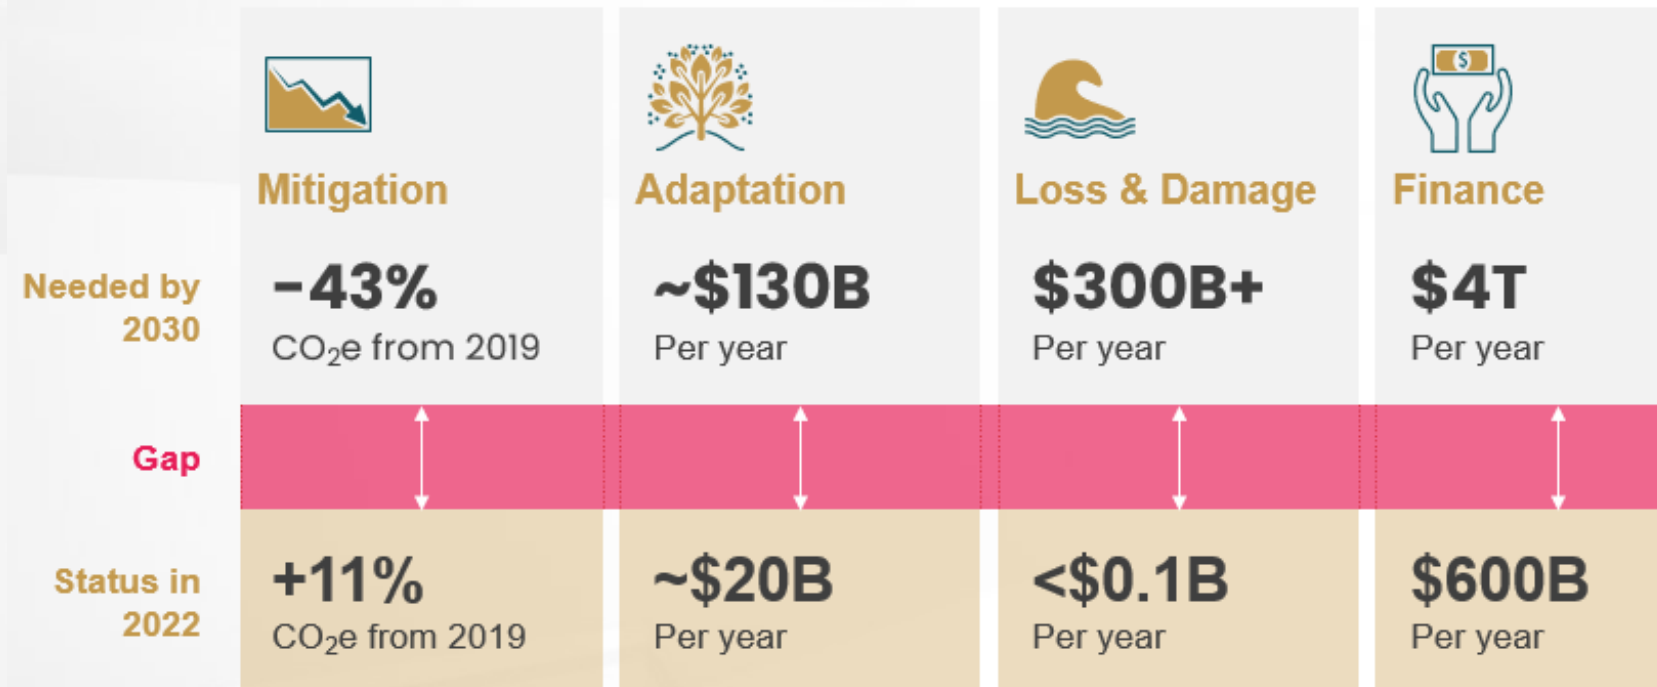 $
Mitigation Adaptation Loss & Damage Finance
Needed by
2030
-43% ~$130B $300B+ $4T
CO₂e from 2019 Per year Per year Per year
Gap
Status in
2022
+11% ~$20B <$0.1B $600B
CO₂e from 2019 Per year Per year Per year